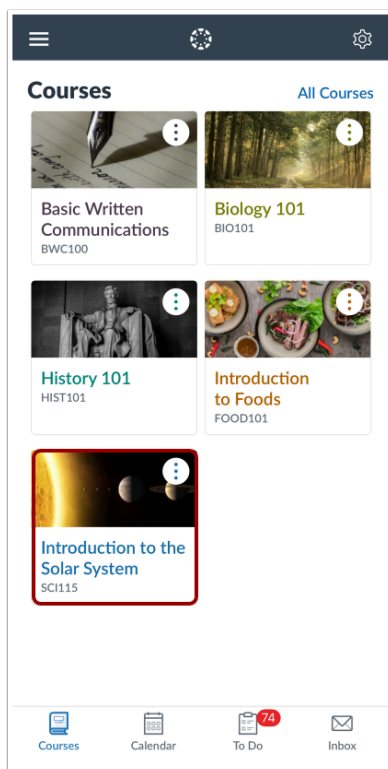 Courses
All Courses
Basic Written
Communications
BWC100
Biology 101
BIO101
History 101
HIST101
Introduction
to Foods
FOOD101
Introduction to the
Solar System
SCI115
74
Courses
Calendar
To Do
Inbox